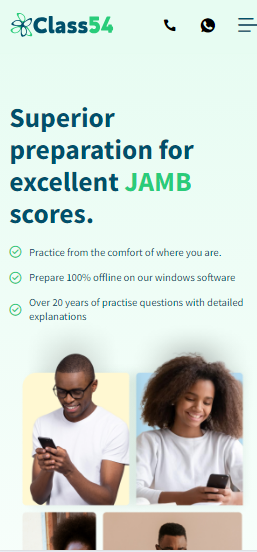 Class54
Superior
preparation for
excellent JAMB
scores.
Practice from the comfort of where you are.
Prepare 100% offline on our windows software
Over 20 years of practise questions with detailed
explanations